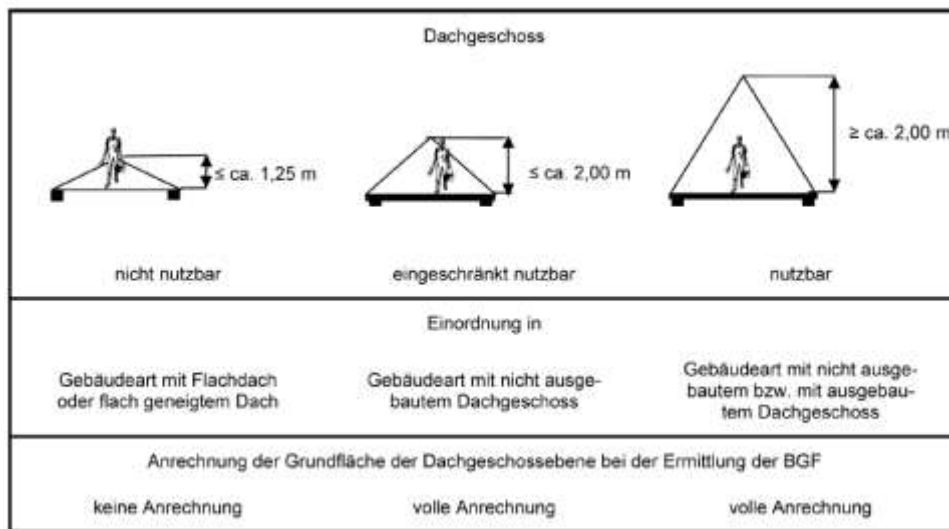 Dachgeschoss
≤ ca. 1,25 m
≤ ca. 2,00 m
≥ ca. 2,00 m
nicht nutzbar
eingeschränkt nutzbar
nutzbar
Einordnung in
Gebäudeart mit Flachdach
oder flach geneigtem Dach
Gebäudeart mit nicht ausge-
bautem Dachgeschoss
Gebäudeart mit nicht ausge-
bautem bzw. mit ausgebau-
tem Dachgeschoss
Anrechnung der Grundfläche der Dachgeschossebene bei der Ermittlung der BGF
keine Anrechnung
volle Anrechnung
volle Anrechnung